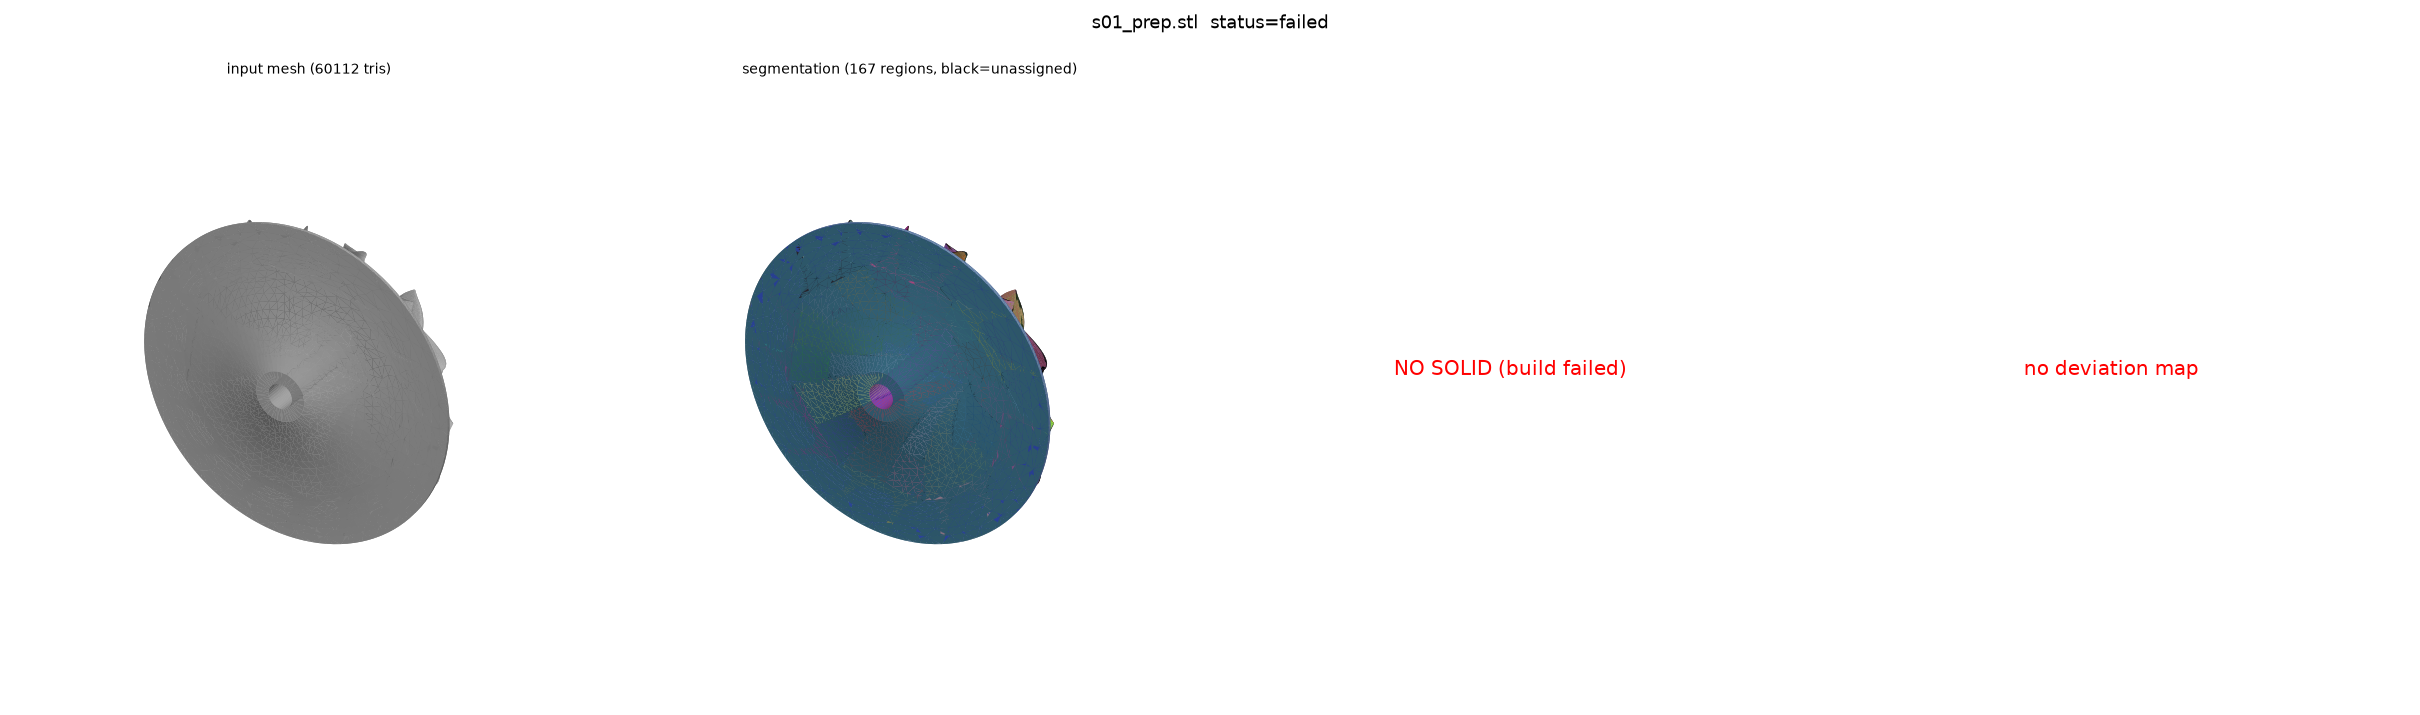 s01_prep.stl  status=failed
input mesh (60112 tris)
segmentation (167 regions, black=unassigned)
NO SOLID (build failed)
no deviation map